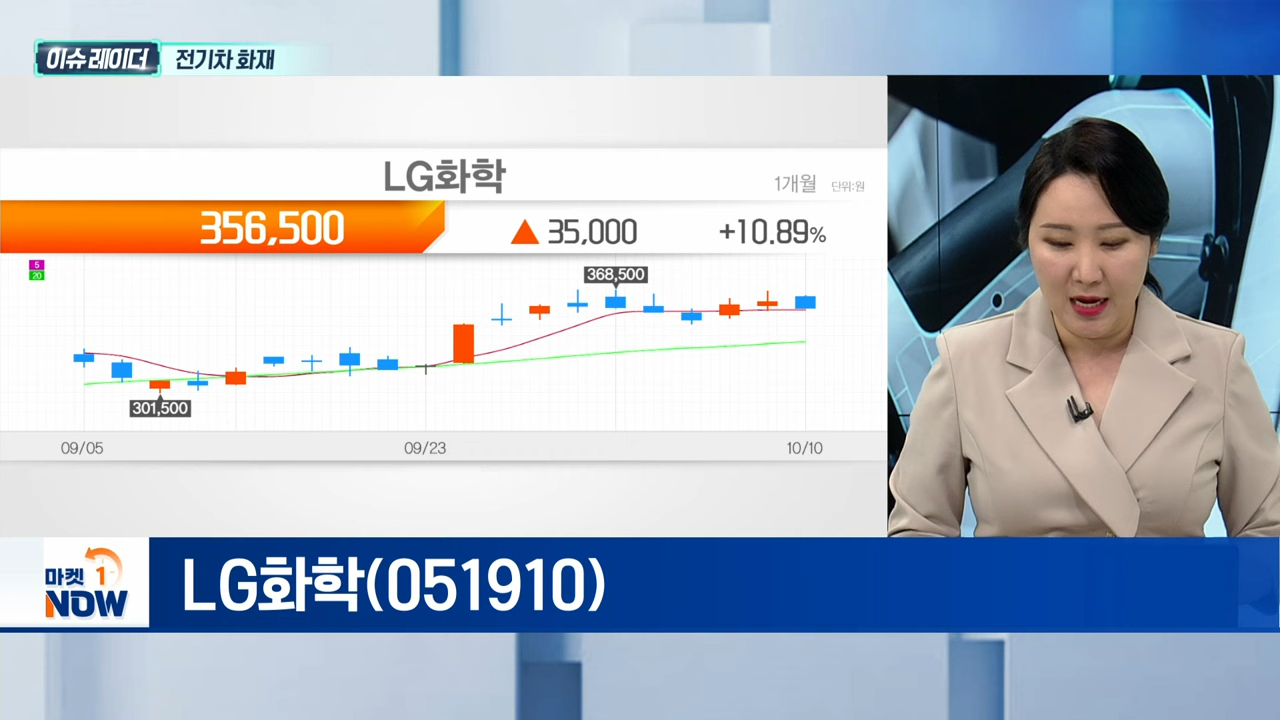 이슈 레이더 전기차 화재
LG화학
1개월 단위:원
356,500 ▲ 35,000 +10.89%
5
20
368,500
301,500
09/05 09/23 10/10
마켓 1
NOW
LG화학(051910)